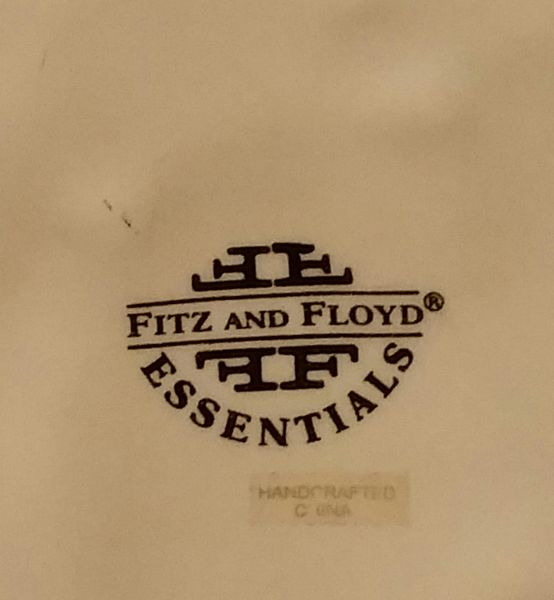 FITZ AND FLOYD®
ESSENTIALS
HANDCRAFTED